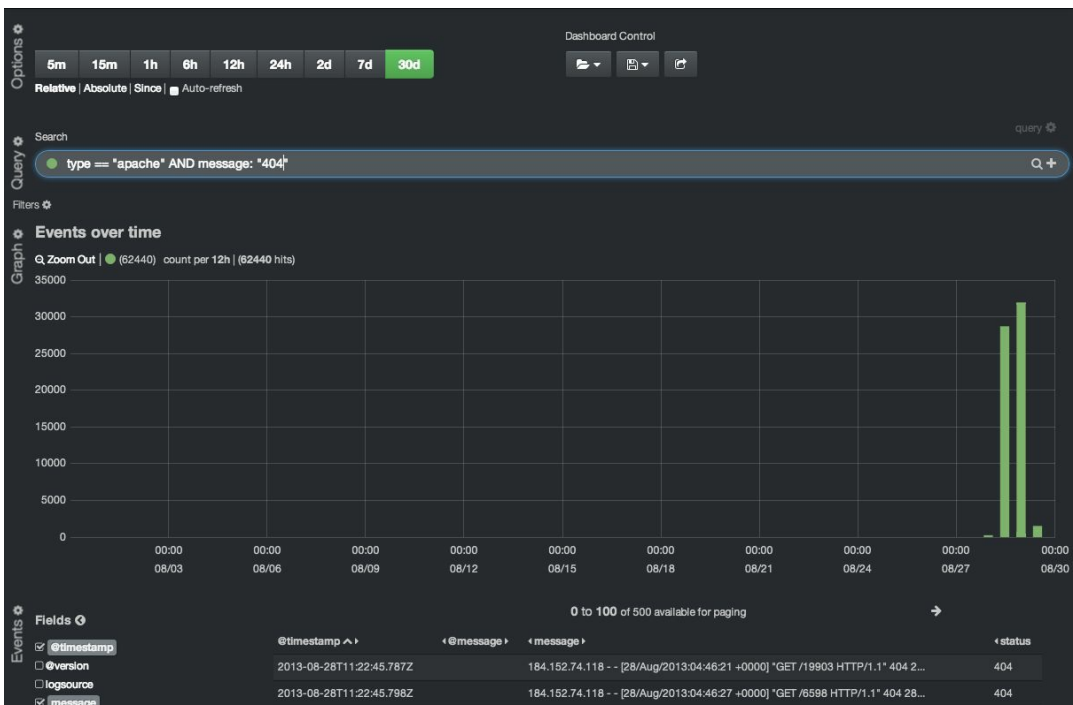 Options
Dashboard Control
5m 15m 1h 6h 12h 24h 2d 7d 30d
Relative | Absolute | Since | Auto-refresh
query
Query
Search
type == "apache" AND message: "404"
Filters
Graph
Events over time
Zoom Out | (62440) count per 12h | (62440 hits)
35000
30000
25000
20000
15000
10000
5000
0
00:00 00:00 00:00 00:00 00:00 00:00 00:00 00:00 00:00 00:00
08/03 08/06 08/09 08/12 08/15 08/18 08/21 08/24 08/27 08/30
Events
Fields
0 to 100 of 500 available for paging
@timestamp @message message status
@timestamp
@version
2013-08-28T11:22:45.787Z 184.152.74.118 - - [28/Aug/2013:04:46:21 +0000] "GET /19903 HTTP/1.1" 404 2... 404
logsource
2013-08-28T11:22:45.798Z 184.152.74.118 - - [28/Aug/2013:04:46:27 +0000] "GET /6598 HTTP/1.1" 404 28... 404
message